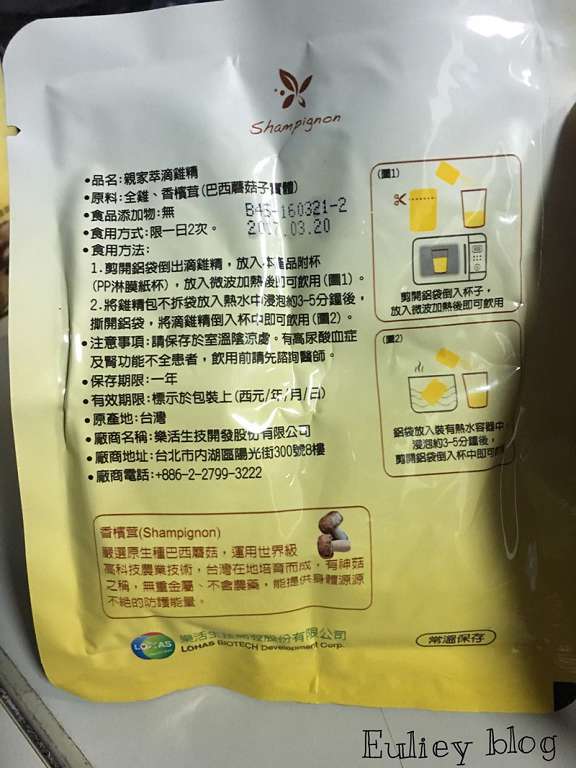 Shampignon
•品名:親家萃滴雞精
•原料:全雞、香檳茸(巴西蘑菇子實體)
•食品添加物:無
B43-160321-2
•食用方式:限一日2次。
2017.03.20
•食用方法:
1.剪開鋁袋倒出滴雞精，放入本產品附杯
(PP淋膜紙杯)，放入微波加熱後即可飲用(圖1)。
2.將雞精包不拆袋放入熱水中浸泡約3-5分鐘後，
撕開鋁袋，將滴雞精倒入杯中即可飲用(圖2)。
•注意事項:請保存於室溫陰涼處。有高尿酸血症
及腎功能不全患者，飲用前請先諮詢醫師。
•保存期限:一年
•有效期限:標示於包裝上(西元/年/月/日)
•原產地:台灣
•廠商名稱:樂活生技開發股份有限公司
•廠商地址:台北市內湖區陽光街300號8樓
•廠商電話:+886-2-2799-3222
(圖1)
剪開鋁袋倒入杯子，
放入微波加熱後即可飲用
(圖2)
鋁袋放入裝有熱水容器中
浸泡約3-5分鐘後，
剪開鋁袋倒入杯中即可飲用
香檳茸(Shampignon)
嚴選原生種巴西蘑菇，運用世界級
高科技農業技術，台灣在地培育而成，有神菇
之稱，無重金屬、不含農藥，能提供身體源源
不絕的防護能量。
LOHAS
樂活生技開發股份有限公司
LOHAS BIOTECH Development Corp.
常溫保存
Euliey blog